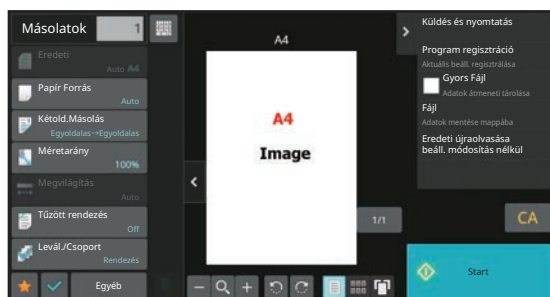 Másolatok 1
Eredeti
Auto A4
Papír Forrás
Auto
Kétold.Másolás
Egyoldalas→Egyoldalas
Méretarány
100%
Megvilágítás
Auto
Tűzött rendezés
Off
Levál./Csoport
Rendezés
Egyéb
A4
A4
Image
1/1
Küldés és nyomtatás
Program regisztráció
Aktuális beáll. regisztrálása
Gyors Fájl
Adatok átmeneti tárolása
Fájl
Adatok mentése mappába
Eredeti újraolvasása
beáll. módosítás nélkül
CA
Start